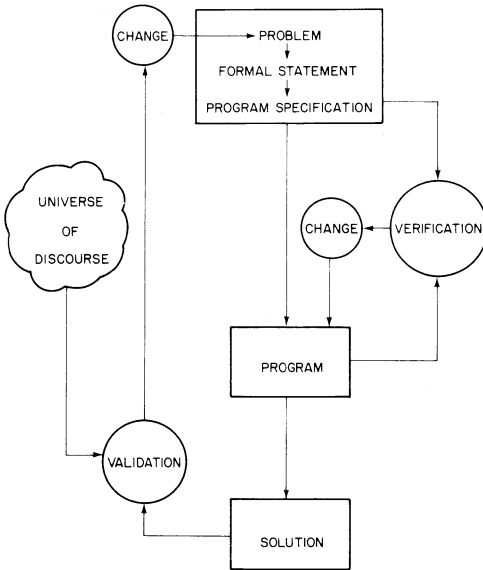 CHANGE
PROBLEM
FORMAL STATEMENT
PROGRAM SPECIFICATION
UNIVERSE
OF
DISCOURSE
CHANGE
VERIFICATION
PROGRAM
VALIDATION
SOLUTION